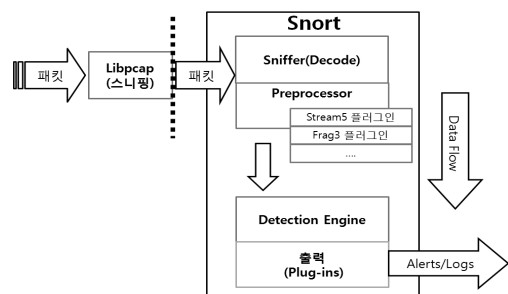 Snort
패킷
Libpcap
(스니핑)
패킷
Sniffer(Decode)
Preprocessor
Stream5 플러그인
Frag3 플러그인
....
Data Flow
Detection Engine
출력
(Plug-ins)
Alerts/Logs